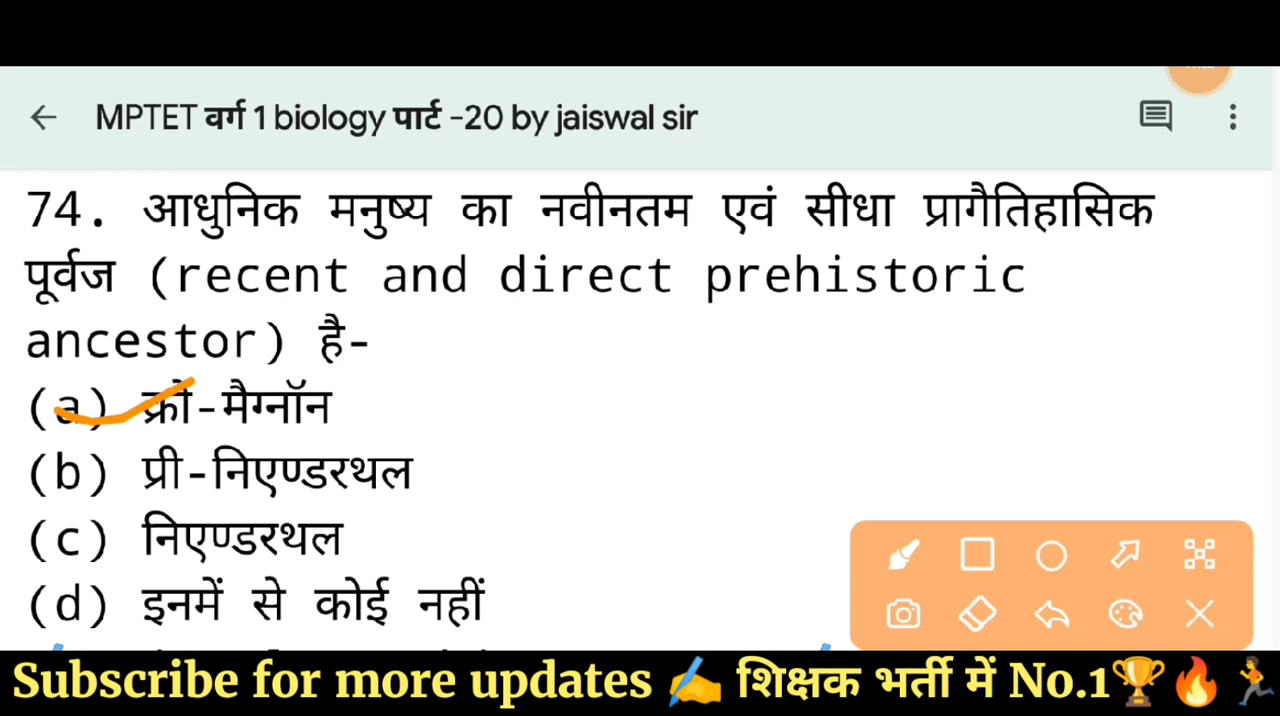 MPTET वर्ग 1 biology पार्ट -20 by jaiswal sir
74. आधुनिक मनुष्य का नवीनतम एवं सीधा प्रागैतिहासिक
पूर्वज (recent and direct prehistoric
ancestor) है-
(a) क्रो-मैग्नॉन
(b) प्री-निएण्डरथल
(c) निएण्डरथल
(d) इनमें से कोई नहीं
Subscribe for more updates ✍️ शिक्षक भर्ती में No.1🏆🔥🏃